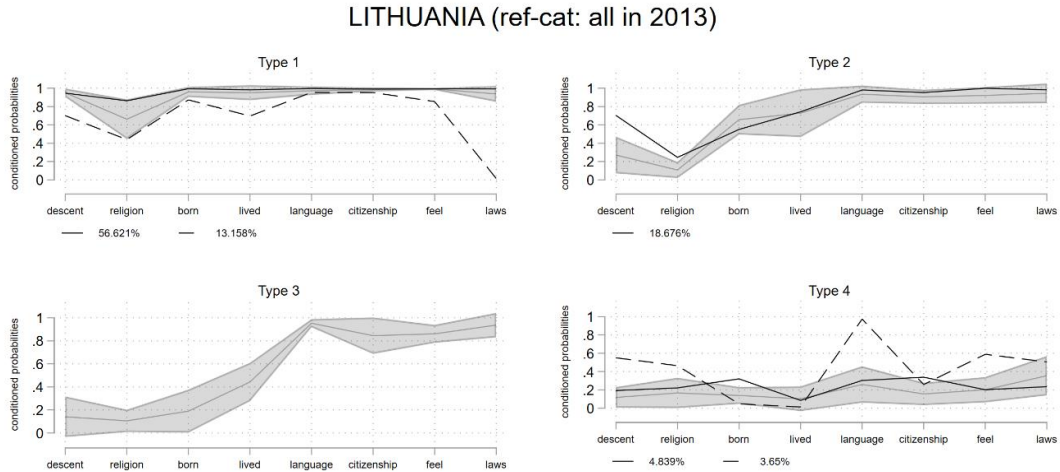 LITHUANIA (ref-cat: all in 2013)
Type 1
conditioned probabilities
1
.8
.6
.4
.2
0
descent religion born lived language citizenship feel laws
56.621% 13.158%
Type 2
conditioned probabilities
1
.8
.6
.4
.2
0
descent religion born lived language citizenship feel laws
18.676%
Type 3
conditioned probabilities
1
.8
.6
.4
.2
0
descent religion born lived language citizenship feel laws
Type 4
conditioned probabilities
1
.8
.6
.4
.2
0
descent religion born lived language citizenship feel laws
4.839% 3.65%